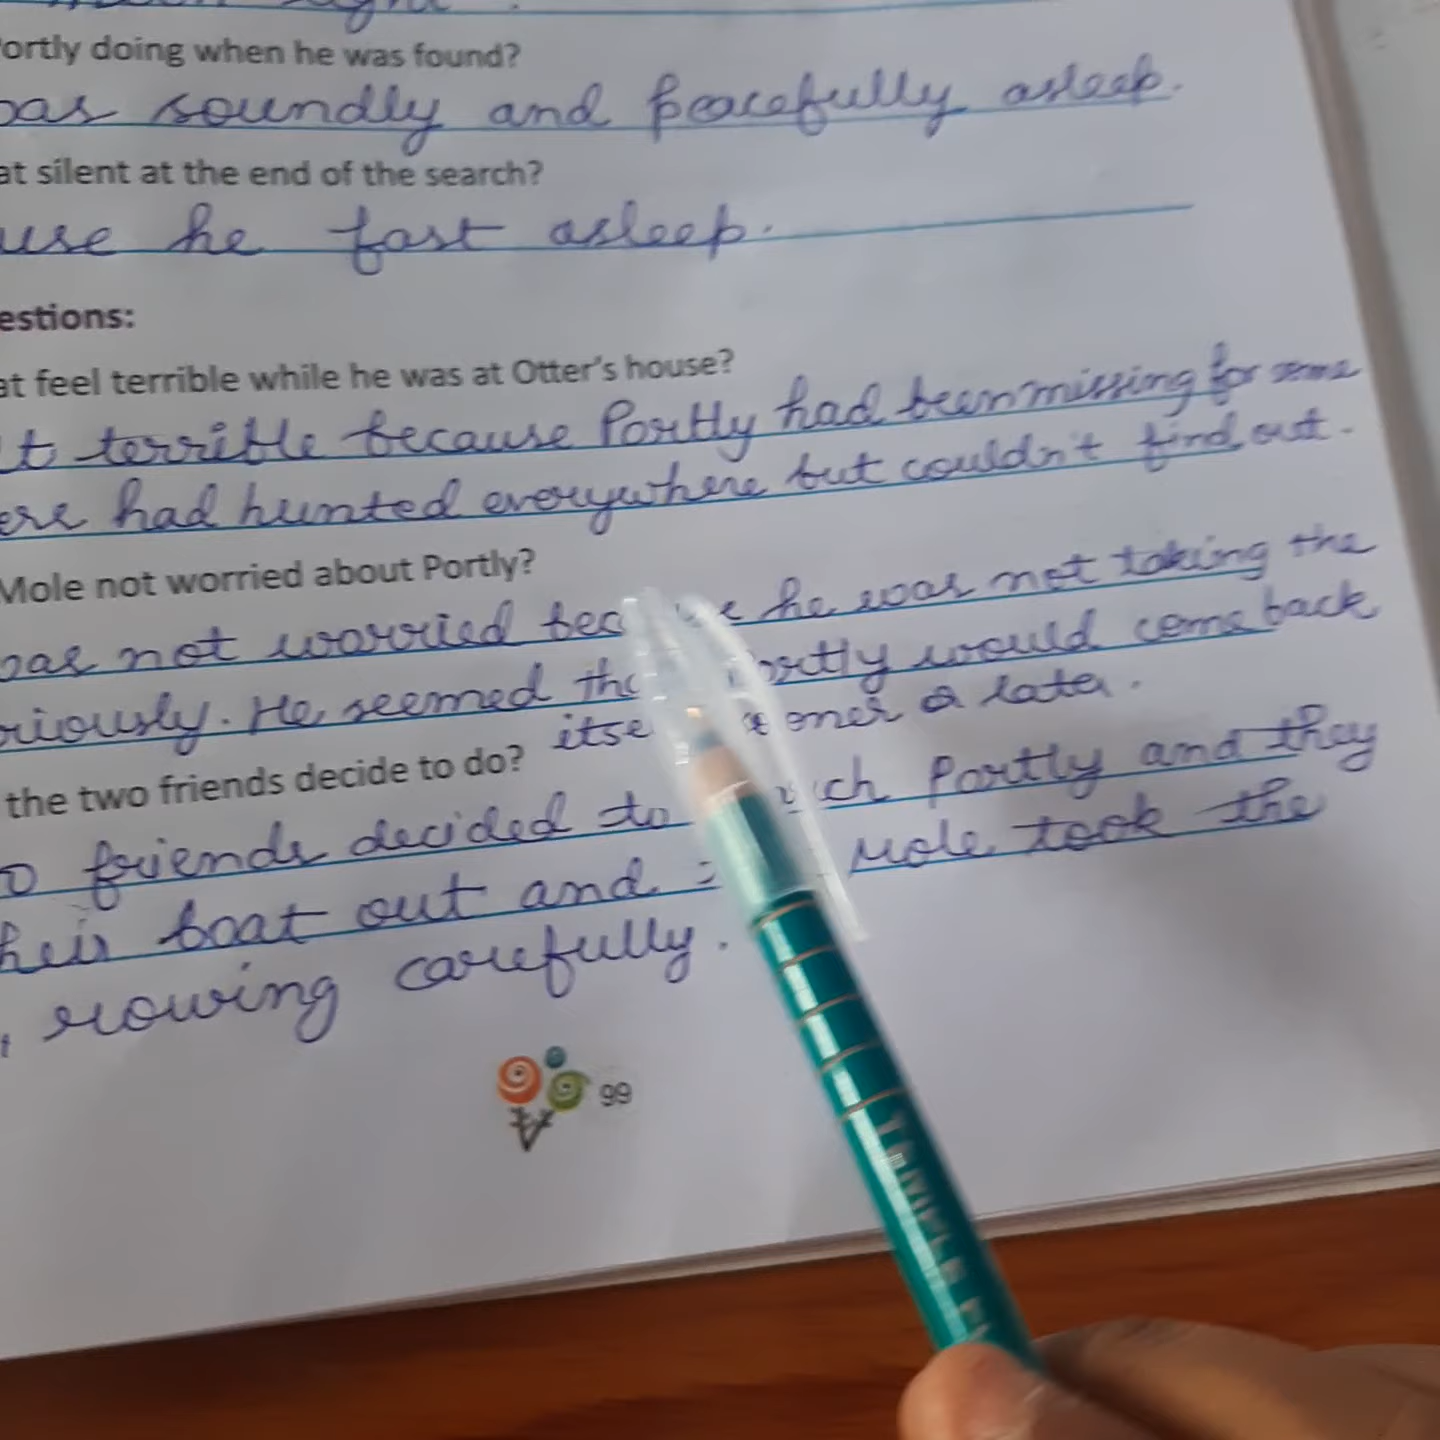 ortly doing when he was found?
was soundly and peacefully asleep.
at silent at the end of the search?
use he fast asleep.
estions:
at feel terrible while he was at Otter's house?
t terrible because Portly had been missing for some
ere had hunted everywhere but couldn't find out.
Mole not worried about Portly?
was not worried he was not taking the
riously. He seemed would come back
or later.
the two friends decide to do?
o friends decided to Portly and they
heir boat out and Mole took the
rowing carefully.
99
TEMPLE